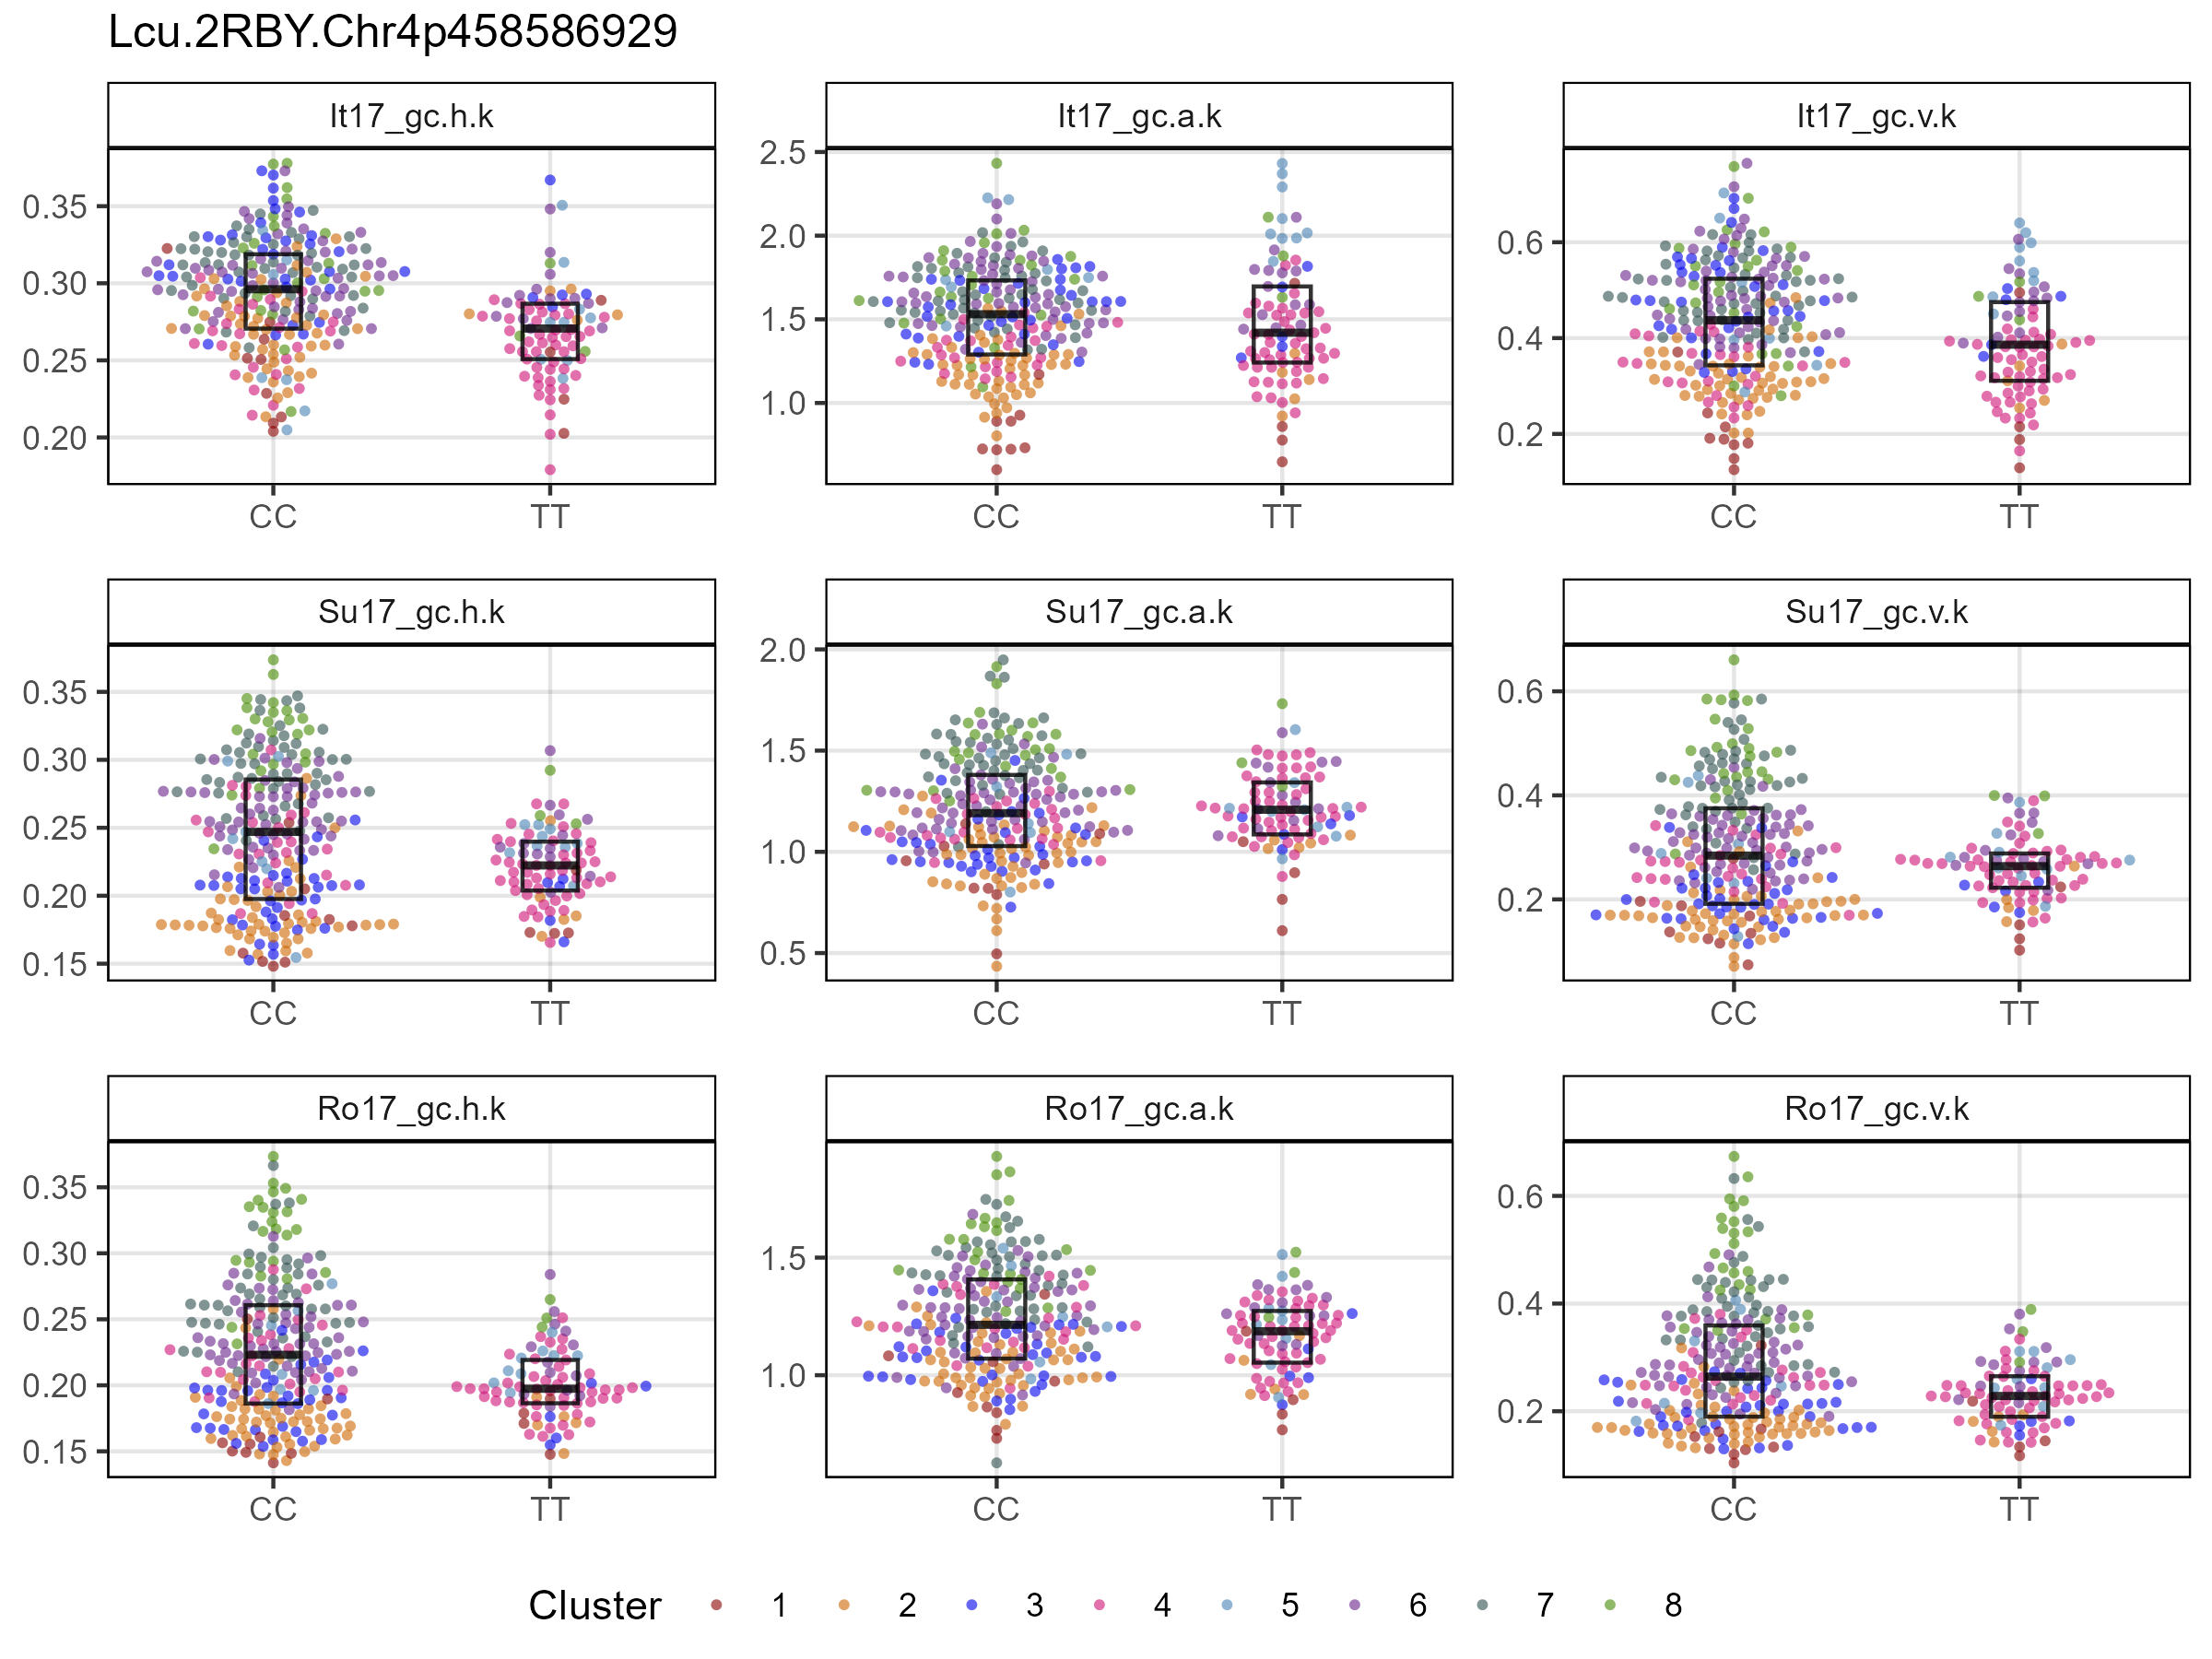 Lcu.2RBY.Chr4p458586929
It17_gc.h.k
It17_gc.a.k
It17_gc.v.k
0.35
0.30
0.25
0.20
CC TT
2.5
2.0
1.5
1.0
CC TT
0.6
0.4
0.2
CC TT
Su17_gc.h.k
Su17_gc.a.k
Su17_gc.v.k
0.35
0.30
0.25
0.20
0.15
CC TT
2.0
1.5
1.0
0.5
CC TT
0.6
0.4
0.2
CC TT
Ro17_gc.h.k
Ro17_gc.a.k
Ro17_gc.v.k
0.35
0.30
0.25
0.20
0.15
CC TT
1.5
1.0
CC TT
0.6
0.4
0.2
CC TT
Cluster 1 2 3 4 5 6 7 8